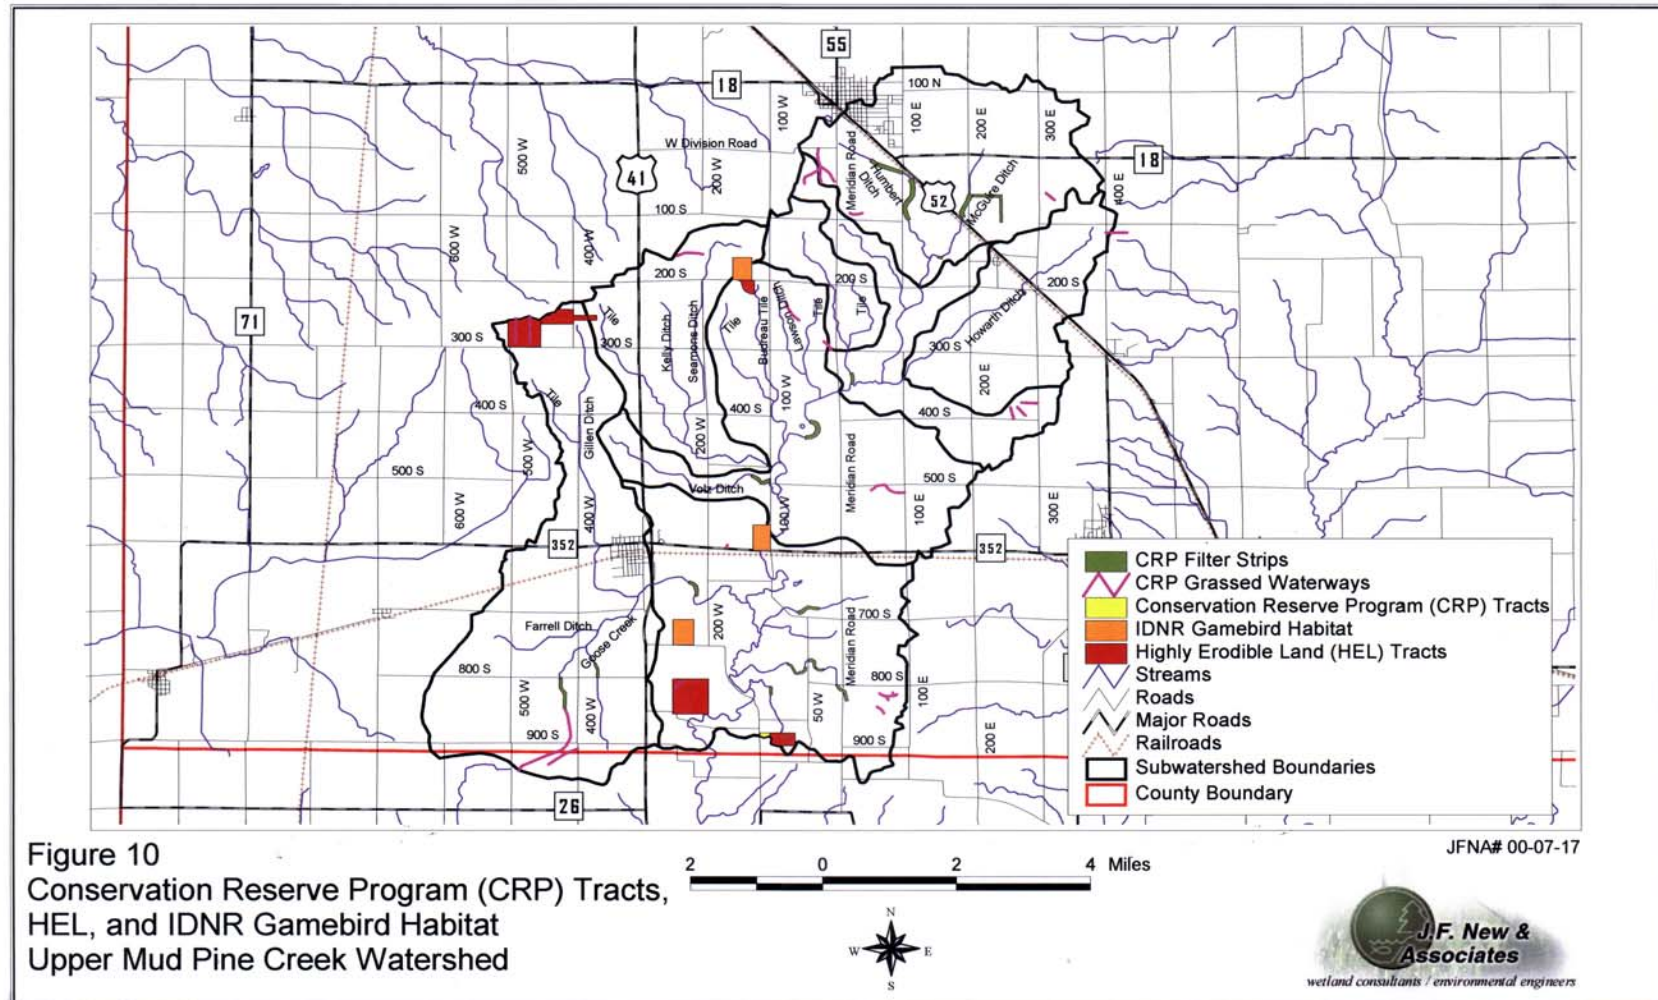 55
18
100 N
100 W
100 E
200 E
300 E
W Division Road
500 W
41
200 W
Meridian Road
Humbert
Ditch
McGuire Ditch
18
400 E
52
100 S
600 W
400 W
200 S
200 S
200 S
71
Tile
300 S
300 S
Kelly Ditch
Seamons Ditch
Tile
Budreau Tile
Lawson Ditch
Tile
Tile
Howarth Ditch
300 S
200 E
400 S
Tile
Gillen Ditch
400 S
100 W
400 S
200 W
500 W
500 S
Meridian Road
500 S
Volz Ditch
600 W
400 W
100 W
100 E
300 E
352
352
Farrell Ditch
Goose Creek
200 W
700 S
Meridian Road
800 S
800 S
500 W
400 W
50 W
100 E
900 S
900 S
200 E
26
CRP Filter Strips
CRP Grassed Waterways
Conservation Reserve Program (CRP) Tracts
IDNR Gamebird Habitat
Highly Erodible Land (HEL) Tracts
Streams
Roads
Major Roads
Railroads
Subwatershed Boundaries
County Boundary
JFNA# 00-07-17
Figure 10
Conservation Reserve Program (CRP) Tracts,
HEL, and IDNR Gamebird Habitat
Upper Mud Pine Creek Watershed
2 0 2 4 Miles
N
W E
S
J.F. New &
Associates
wetland consultants / environmental engineers